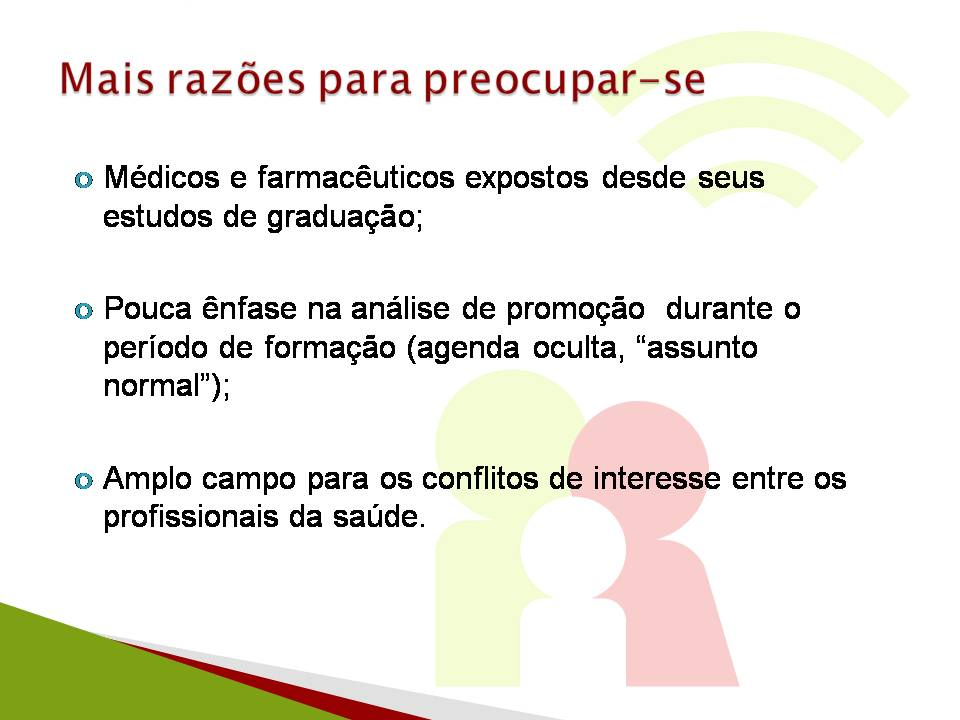 Mais razões para preocupar-se
o Médicos e farmacêuticos expostos desde seus
estudos de graduação;
o Pouca ênfase na análise de promoção  durante o
período de formação (agenda oculta, “assunto
normal”);
o Amplo campo para os conflitos de interesse entre os
profissionais da saúde.